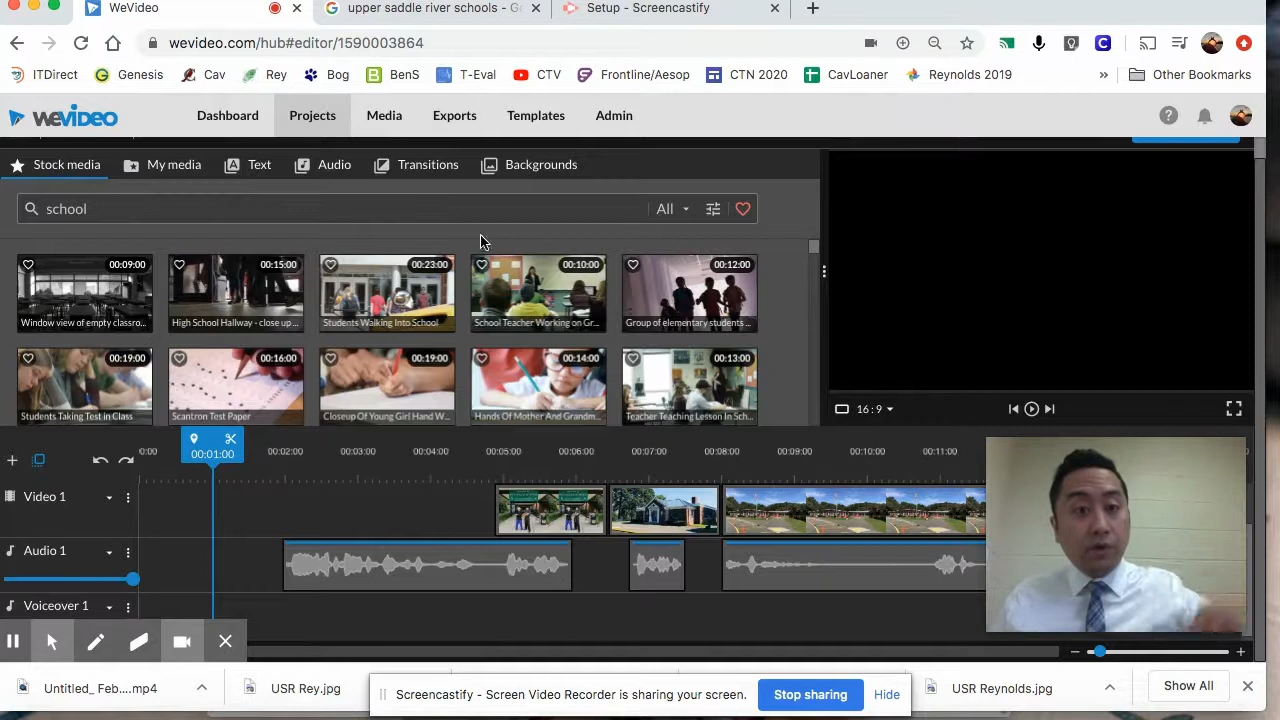 WeVideo
upper saddle river schools - Go
Setup - Screencastify
wevideo.com/hub#editor/1590003864
ITDirect
Genesis
Cav
Rey
Bog
BenS
T-Eval
CTV
Frontline/Aesop
CTN 2020
CavLoaner
Reynolds 2019
»
Other Bookmarks
WEVIDEO
Dashboard
Projects
Media
Exports
Templates
Admin
Stock media
My media
Text
Audio
Transitions
Backgrounds
school
All
00:09:00
00:15:00
00:23:00
00:10:00
00:12:00
Window view of empty classro...
High School Hallway - close up ...
Students Walking Into School
School Teacher Working on Gr...
Group of elementary students ...
00:19:00
00:16:00
00:19:00
00:14:00
00:13:00
Students Taking Test in Class
Scantron Test Paper
Closeup Of Young Girl Hand W...
Hands Of Mother And Grandm...
Teacher Teaching Lesson In Sch...
16:9
00:01:00
0:00
00:02:00
00:03:00
00:04:00
00:05:00
00:06:00
00:07:00
00:08:00
00:09:00
00:10:00
00:11:00
Video 1
Audio 1
Voiceover 1
Untitled_ Feb....mp4
USR Rey.jpg
Screencastify - Screen Video Recorder is sharing your screen.
Stop sharing
Hide
USR Reynolds.jpg
Show All